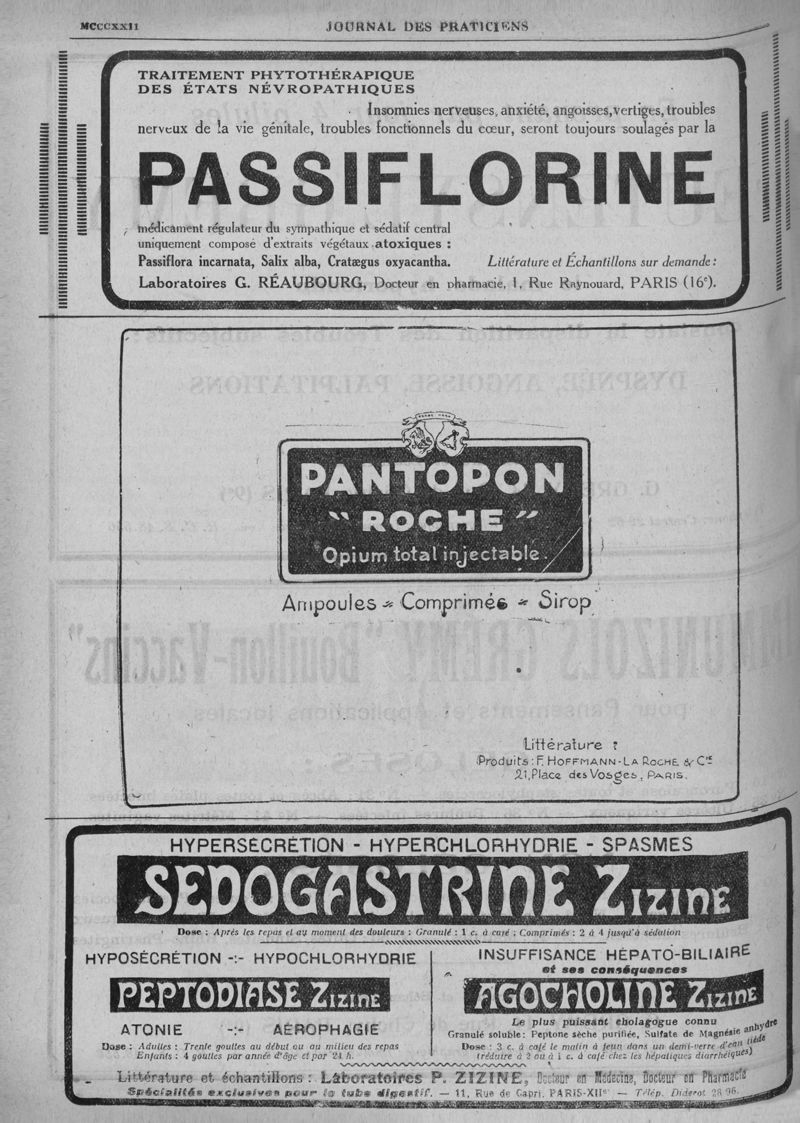 MCCCXXII
JOURNAL DES PRATICIENS
TRAITEMENT PHYTOTHÉRAPIQUE
DES ÉTATS NÉVROPATHIQUES
Insomnies nerveuses, anxiété, angoisses, vertiges, troubles
nerveux de la vie génitale, troubles fonctionnels du cœur, seront toujours soulagés par la
PASSIFLORINE
médicament régulateur du sympathique et sédatif central
uniquement composé d'extraits végétaux atoxiques :
Passiflora incarnata, Salix alba, Cratægus oxyacantha.
Littérature et Échantillons sur demande :
Laboratoires G. RÉAUBOURG, Docteur en pharmacie, 1, Rue Raynouard, PARIS (16e).
PANTOPON
"ROCHE"
Opium total injectable.
Ampoules - Comprimés - Sirop
Littérature :
Produits : F. HOFFMANN-LA ROCHE & Cie
21, Place des Vosges, PARIS.
HYPERSÉCRÉTION - HYPERCHLORHYDRIE - SPASMES
SEDOGASTRINE ZIZINE
Dose : Après les repas et au moment des douleurs : Granulé : 1 c. à café ; Comprimés : 2 à 4 jusqu'à sédation
HYPOSÉCRÉTION -:- HYPOCHLORHYDRIE
PEPTODIASE ZIZINE
ATONIE -:- AÉROPHAGIE
Dose : Adultes : Trente gouttes au début ou au milieu des repas
Enfants : 4 gouttes par année d'âge et par 24 h.
INSUFFISANCE HÉPATO-BILIAIRE
et ses conséquences
AGOCHOLINE ZIZINE
Le plus puissant cholagogue connu
Granulé soluble : Peptone sèche purifiée, Sulfate de Magnésie anhydre
Dose : 3 c. à café le matin à jeun dans un demi-verre d'eau tiède
(réduire à 2 ou à 1 c. à café chez les hépatiques diarrhéiques)
Littérature et échantillons : Laboratoires P. ZIZINE, Docteur en Médecine, Docteur en Pharmacie
Spécialités exclusives pour le tube digestif. — 11, Rue de Capri, PARIS-XIIe — Télép. Diderot 28 96.